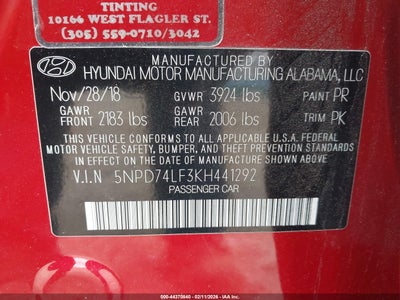 TINTING
10166 WEST FLAGLER ST.
(305) 559-0710/3042
MANUFACTURED BY
HYUNDAI MOTOR MANUFACTURING ALABAMA, LLC
Nov/28/18 GVWR 3924 lbs PAINT PR
GAWR FRONT 2183 lbs GAWR REAR 2006 lbs TRIM PK
THIS VEHICLE CONFORMS TO ALL APPLICABLE U.S.A FEDERAL
MOTOR VEHICLE SAFETY, BUMPER, AND THEFT PREVENTION
STANDARDS IN EFFECT ON THE DATE OF MANUFACTURE SHOWN ABOVE.
V.I.N 5NPD74LF3KH441292
PASSENGER CAR
© IAA 44370840 - 02/11/2026 - IAA Inc.